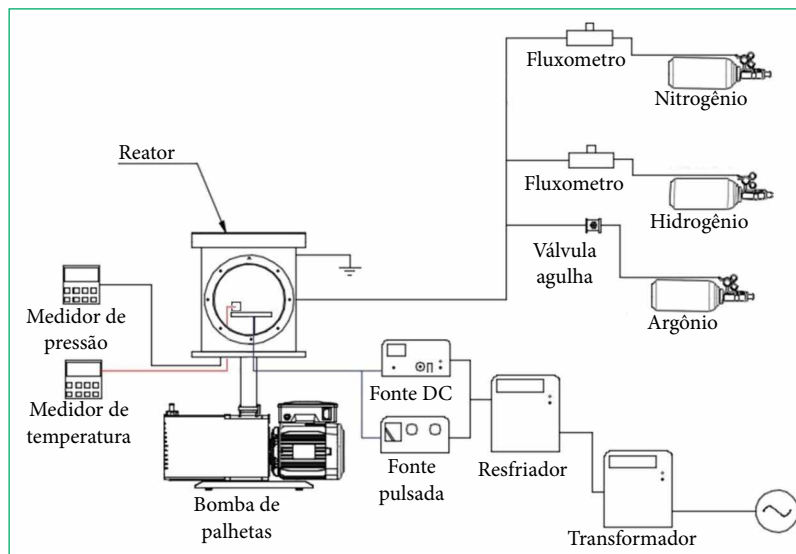 Fluxometro
Nitrogênio
Reator
Fluxometro
Hidrogênio
Válvula
agulha
Argônio
Medidor de
pressão
Medidor de
temperatura
Fonte DC
Fonte
pulsada
Resfriador
Bomba de
palhetas
Transformador